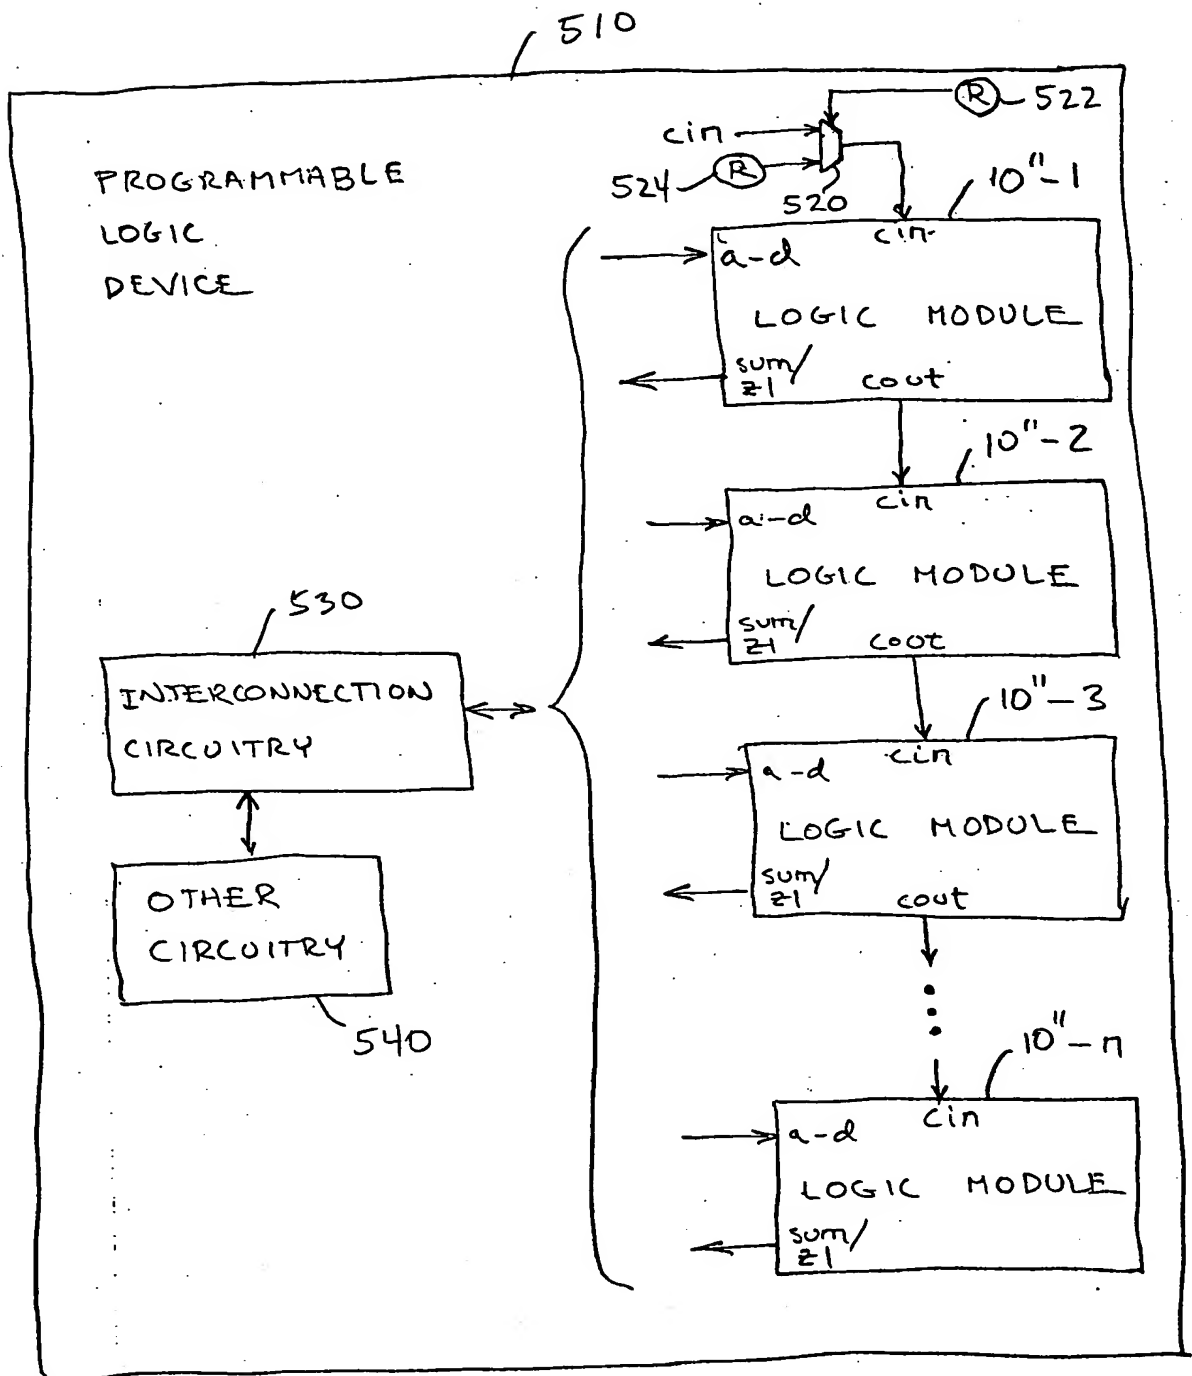 510
R 522
cin
PROGRAMMABLE
LOGIC
DEVICE
524 R
520
10"-1
cin
a-d
LOGIC MODULE
sum/
z1
cout
10"-2
cin
a-d
LOGIC MODULE
sum/
z1
cout
530
INTERCONNECTION
CIRCUITRY
10"-3
cin
a-d
LOGIC MODULE
sum/
z1
cout
OTHER
CIRCUITRY
540
10"-n
cin
a-d
LOGIC MODULE
sum/
z1